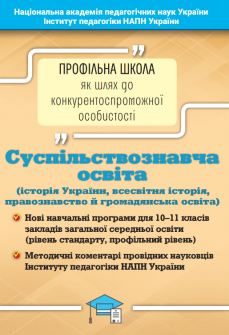 Національна академія педагогічних наук України
Інститут педагогіки НАПН України
ПРОФІЛЬНА ШКОЛА
як шлях до
конкурентоспроможної
особистості
Суспільствознавча
освіта
(історія України, всесвітня історія,
правознавство й громадянська освіта)
Нові навчальні програми для 10–11 класів
закладів загальної середньої освіти
(рівень стандарту, профільний рівень)
Методичні коментарі провідних науковців
Інституту педагогіки НАПН України